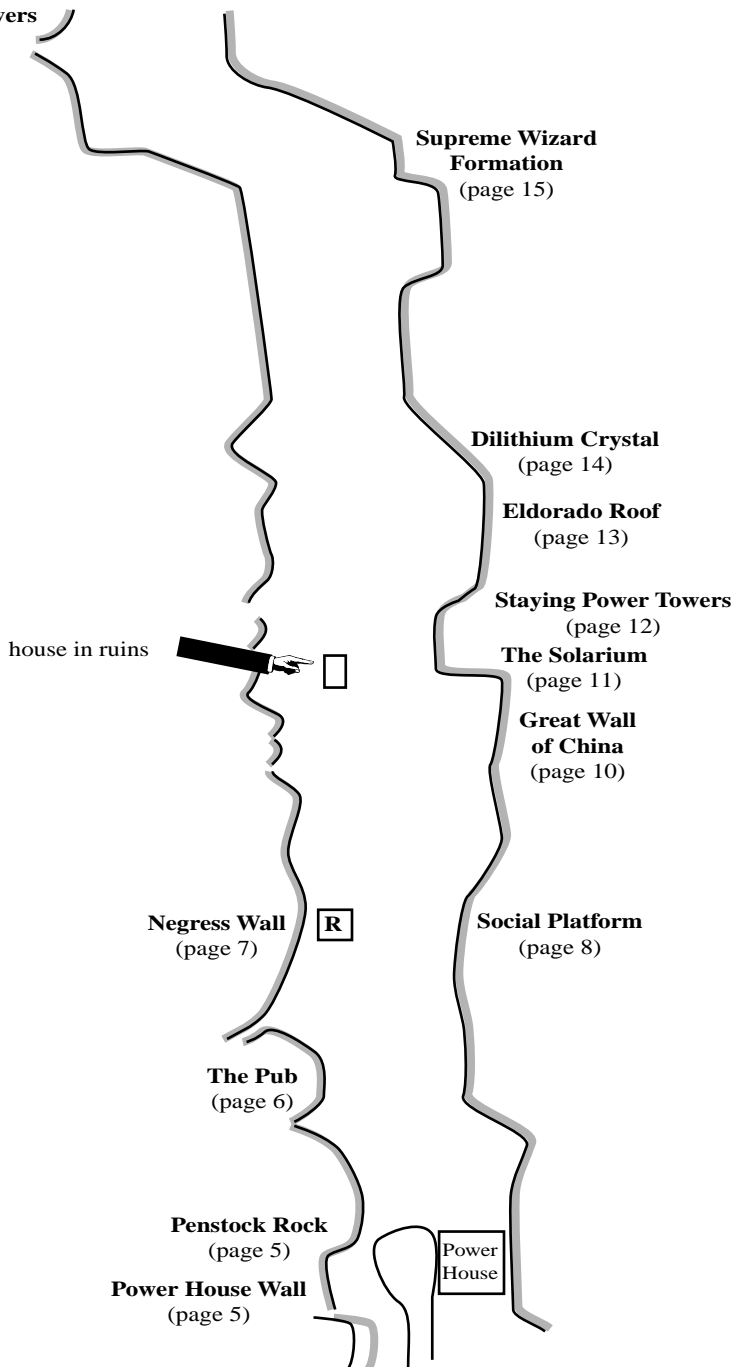 vers
Supreme Wizard
Formation
(page 15)
Dilithium Crystal
(page 14)
Eldorado Roof
(page 13)
Staying Power Towers
(page 12)
house in ruins
The Solarium
(page 11)
Great Wall
of China
(page 10)
Negress Wall
(page 7)
R
Social Platform
(page 8)
The Pub
(page 6)
Penstock Rock
(page 5)
Power
House
Power House Wall
(page 5)